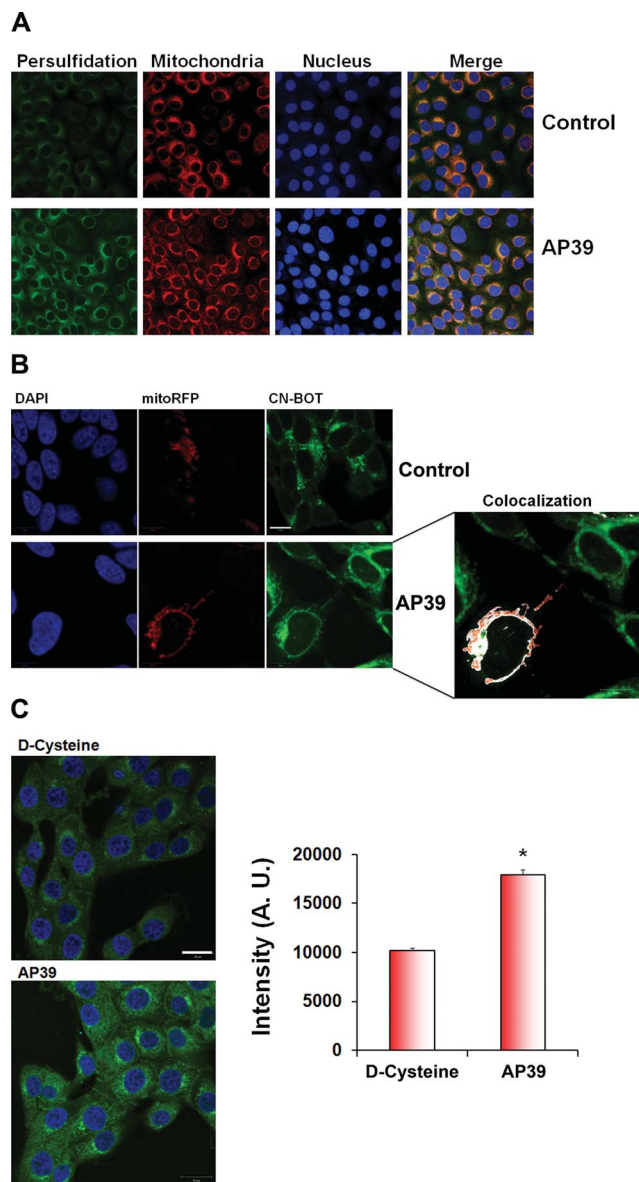 A
Persulfidation Mitochondria Nucleus Merge
Control
AP39
B
DAPI mitoRFP CN-BOT
Control
Colocalization
AP39
C
D-Cysteine
AP39
Intensity (A. U.)
20000
15000
10000
5000
0
*
D-Cysteine AP39